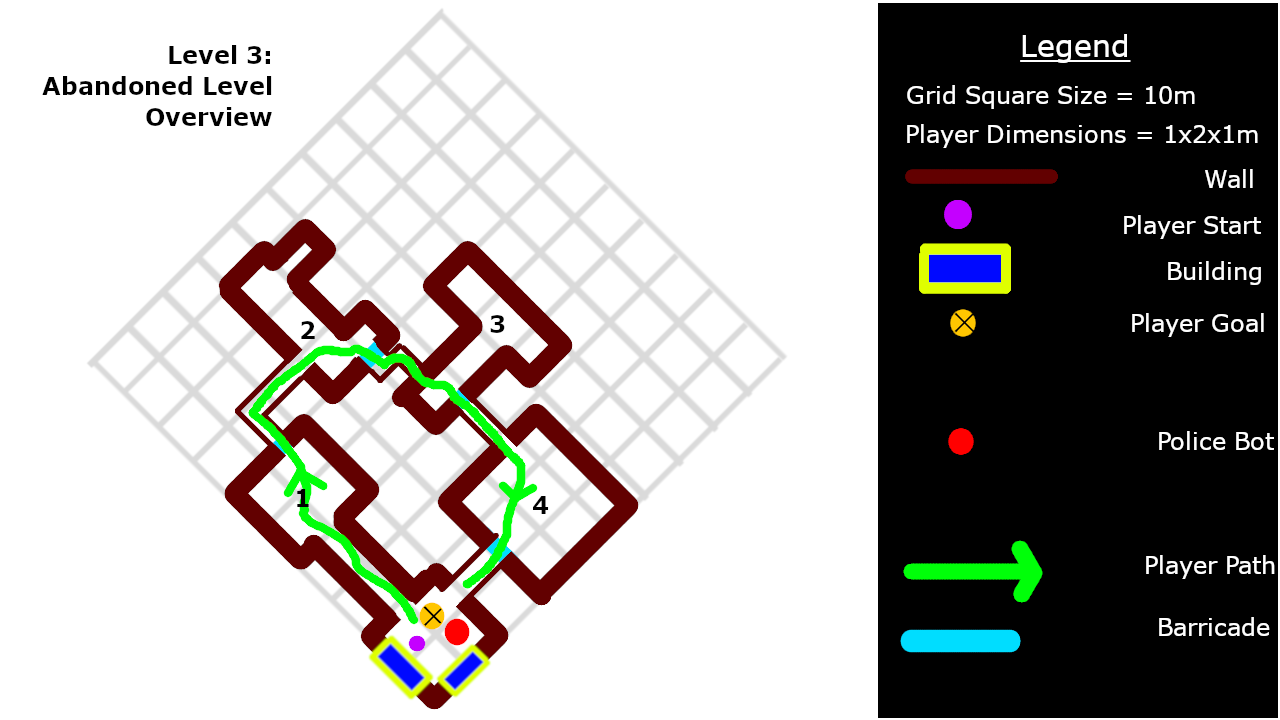 Level 3:
Abandoned Level
Overview
2
3
1
4
Legend
Grid Square Size = 10m
Player Dimensions = 1x2x1m
Wall
Player Start
Building
Player Goal
Police Bot
Player Path
Barricade